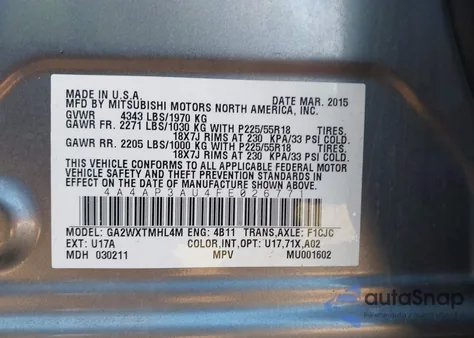 MADE IN U.S.A. DATE MAR. 2015
MFD BY MITSUBISHI MOTORS NORTH AMERICA, INC.
GVWR 4343 LBS/1970 KG
GAWR FR. 2271 LBS/1030 KG WITH P225/55R18 TIRES,
18X7J RIMS AT 230 KPA/33 PSI COLD.
GAWR RR. 2205 LBS/1000 KG WITH P225/55R18 TIRES,
18X7J RIMS AT 230 KPA/33 PSI COLD.
THIS VEHICLE CONFORMS TO ALL APPLICABLE FEDERAL
MOTOR VEHICLE SAFETY, BUMPER AND THEFT PREVENTION
STANDARDS IN EFFECT ON THE DATE OF MANUFACTURE
SHOWN ABOVE.
4A4AP3AU4FE026771
MODEL: GA2WXTMHL4M ENG: 4B11 TRANS,AXLE: F1CJC
EXT: U17A COLOR,INT,OPT: U17,71X,A02
MDH 030211 MPV MU001602
autoSnap